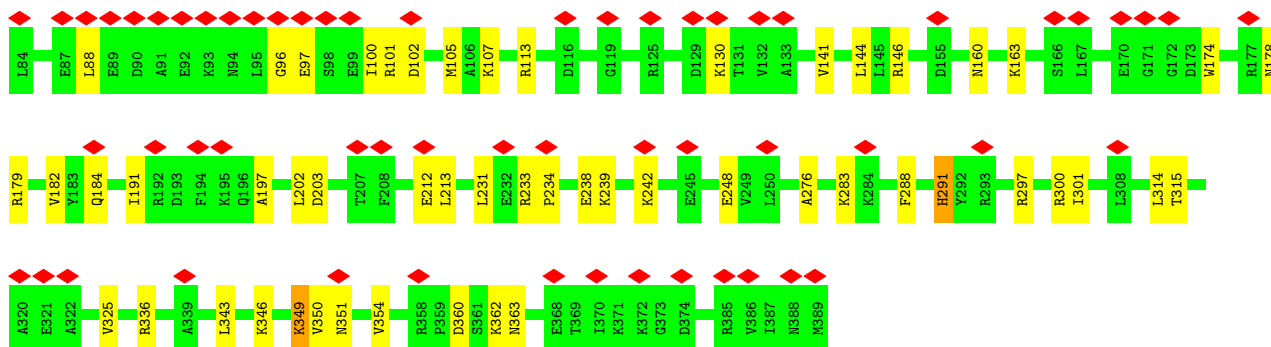 L84 E87 L88 E89 D90 A91 E92 K93 N94 L95 G96 E97 S98 E99 I100 R101 D102 M105 A106 K107 R113 D116 G119 R125 D129 K130 T131 V132 A133 V141 L144 L145 R146 D155 N160 K163 S166 L167 E170 G171 G172 D173 W174 R177 N178
R179 V182 Y183 Q184 I191 R192 D193 F194 K195 Q196 A197 L202 D203 T207 F208 E212 L213 L231 E232 R233 P234 E238 K239 K242 E245 E248 V249 L250 A276 K283 K284 F288 H291 Y292 R293 R297 R300 I301 L308 L314 T315
A320 E321 A322 V325 R336 A339 L343 K346 K349 V350 N351 V354 R358 P359 D360 S361 K362 N363 E368 T369 I370 K371 K372 G373 D374 R385 V386 I387 N388 M389